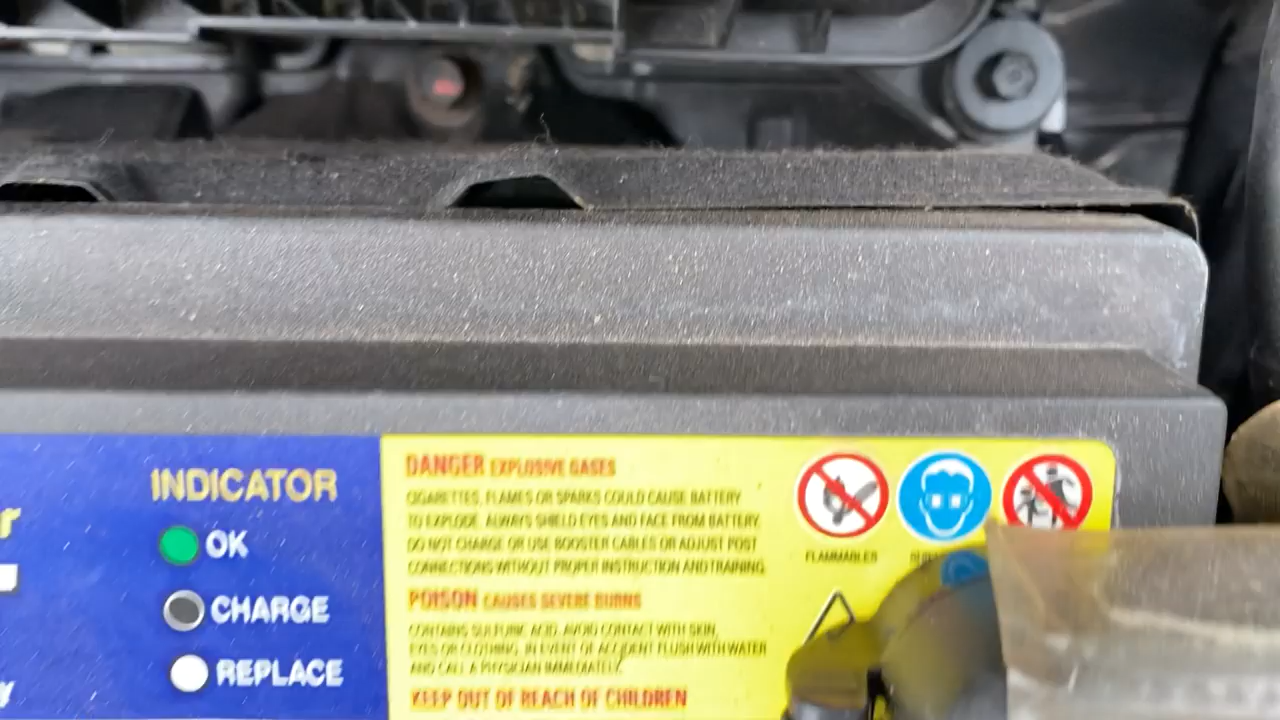 INDICATOR
OK
CHARGE
REPLACE
DANGER EXPLOSIVE GASES
CIGARETTES, FLAMES OR SPARKS COULD CAUSE BATTERY
TO EXPLODE. ALWAYS SHIELD EYES AND FACE FROM BATTERY.
DO NOT CHARGE OR USE BOOSTER CABLES OR ADJUST POST
CONNECTIONS WITHOUT PROPER INSTRUCTION AND TRAINING.
POISON CAUSES SEVERE BURNS
CONTAINS SULFURIC ACID. AVOID CONTACT WITH SKIN,
EYES OR CLOTHING. IN EVENT OF ACCIDENT FLUSH WITH WATER
AND CALL A PHYSICIAN IMMEDIATELY.
KEEP OUT OF REACH OF CHILDREN
FLAMMABLES